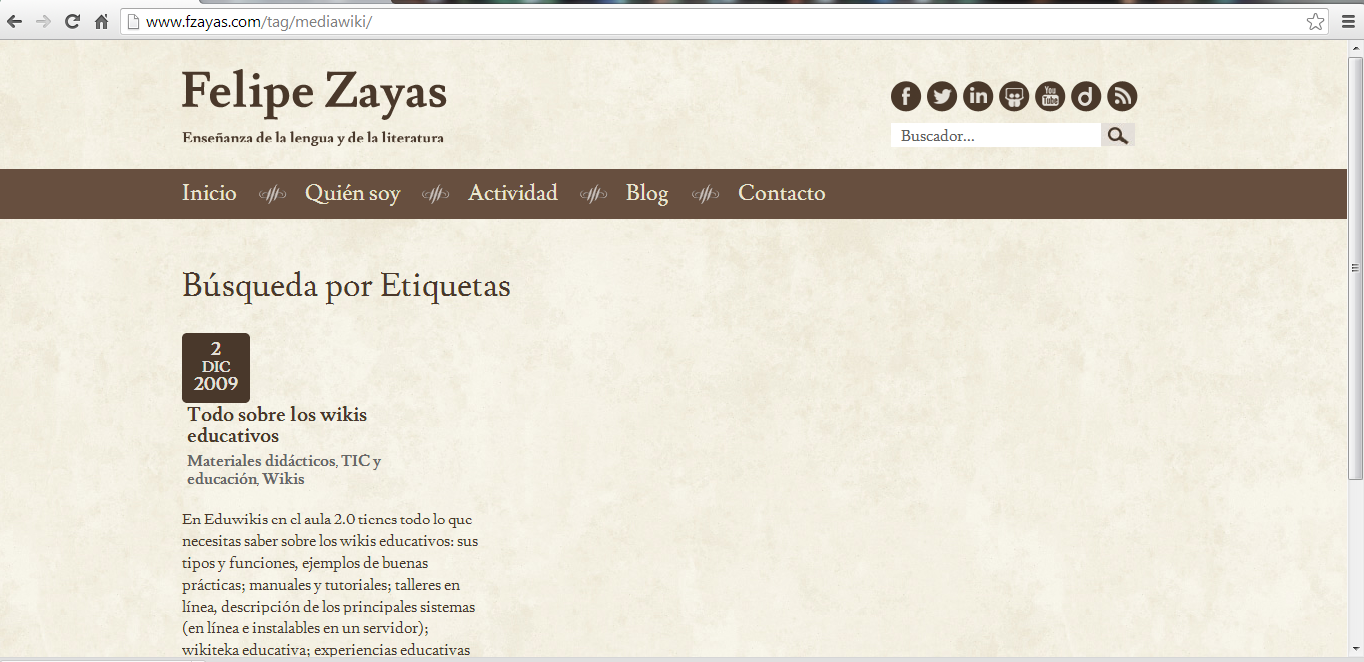 www.fzayas.com/tag/mediawiki/
Felipe Zayas
Enseñanza de la lengua y de la literatura
You
Tube
Buscador...
Inicio Quién soy Actividad Blog Contacto
Búsqueda por Etiquetas
2
DIC
2009
Todo sobre los wikis
educativos
Materiales didácticos, TIC y
educación, Wikis
En Eduwikis en el aula 2.0 tienes todo lo que
necesitas saber sobre los wikis educativos: sus
tipos y funciones, ejemplos de buenas
prácticas; manuales y tutoriales; talleres en
línea, descripción de los principales sistemas
(en línea e instalables en un servidor);
wikiteka educativa; experiencias educativas